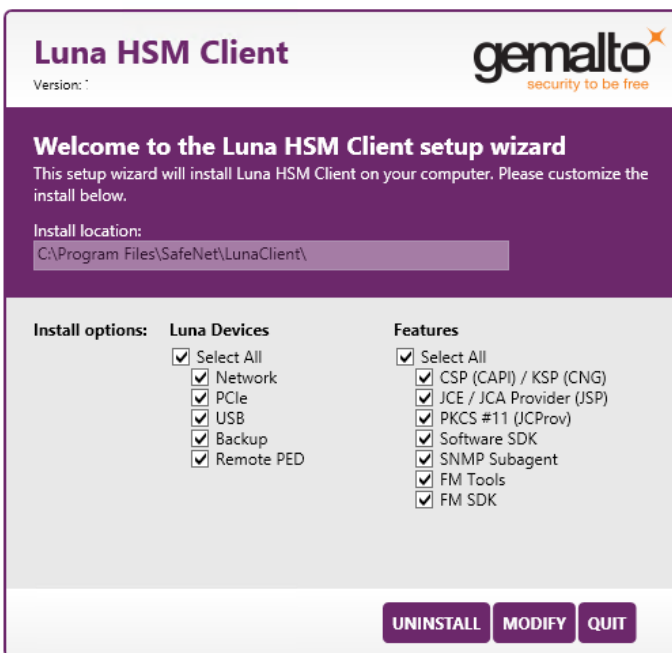 Luna HSM Client
Version:
gemalto
security to be free
Welcome to the Luna HSM Client setup wizard
This setup wizard will install Luna HSM Client on your computer. Please customize the
install below.
Install location:
C:\Program Files\SafeNet\LunaClient\
Install options:
Luna Devices
Select All
Network
PCIe
USB
Backup
Remote PED
Features
Select All
CSP (CAPI) / KSP (CNG)
JCE / JCA Provider (JSP)
PKCS #11 (JCProv)
Software SDK
SNMP Subagent
FM Tools
FM SDK
UNINSTALL
MODIFY
QUIT